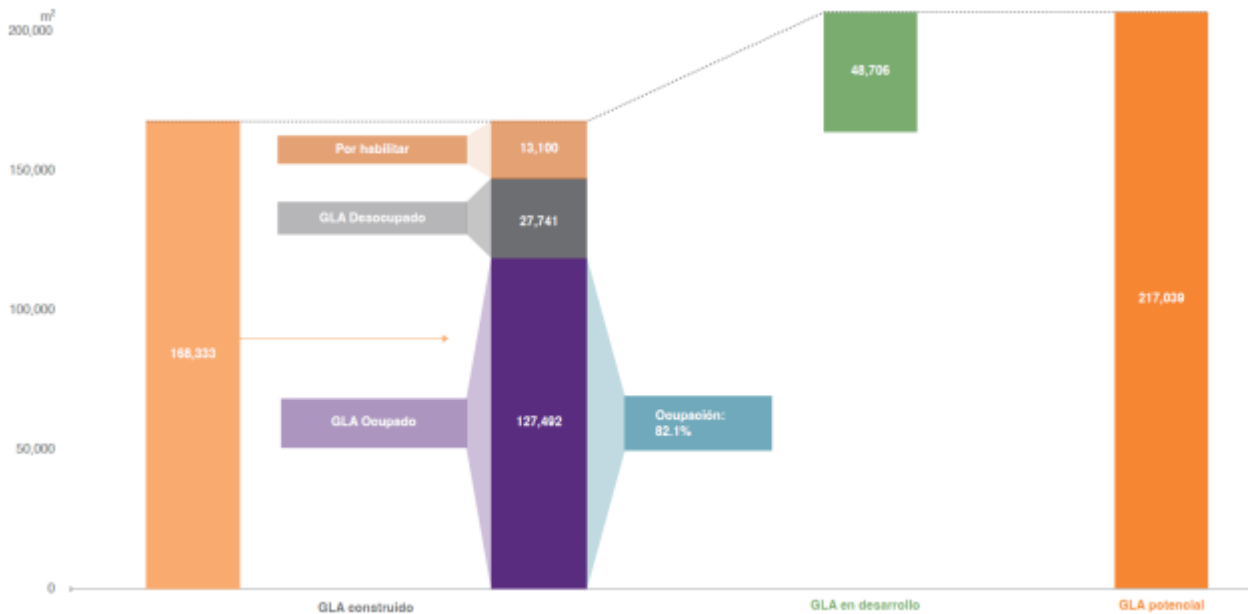 m²
200,000
48,706
Por habilitar
13,100
150,000
GLA Desocupado
27,741
100,000
217,039
168,333
GLA Ocupado
127,492
Ocupación:
82.1%
50,000
0
GLA construido
GLA en desarrollo
GLA potencial